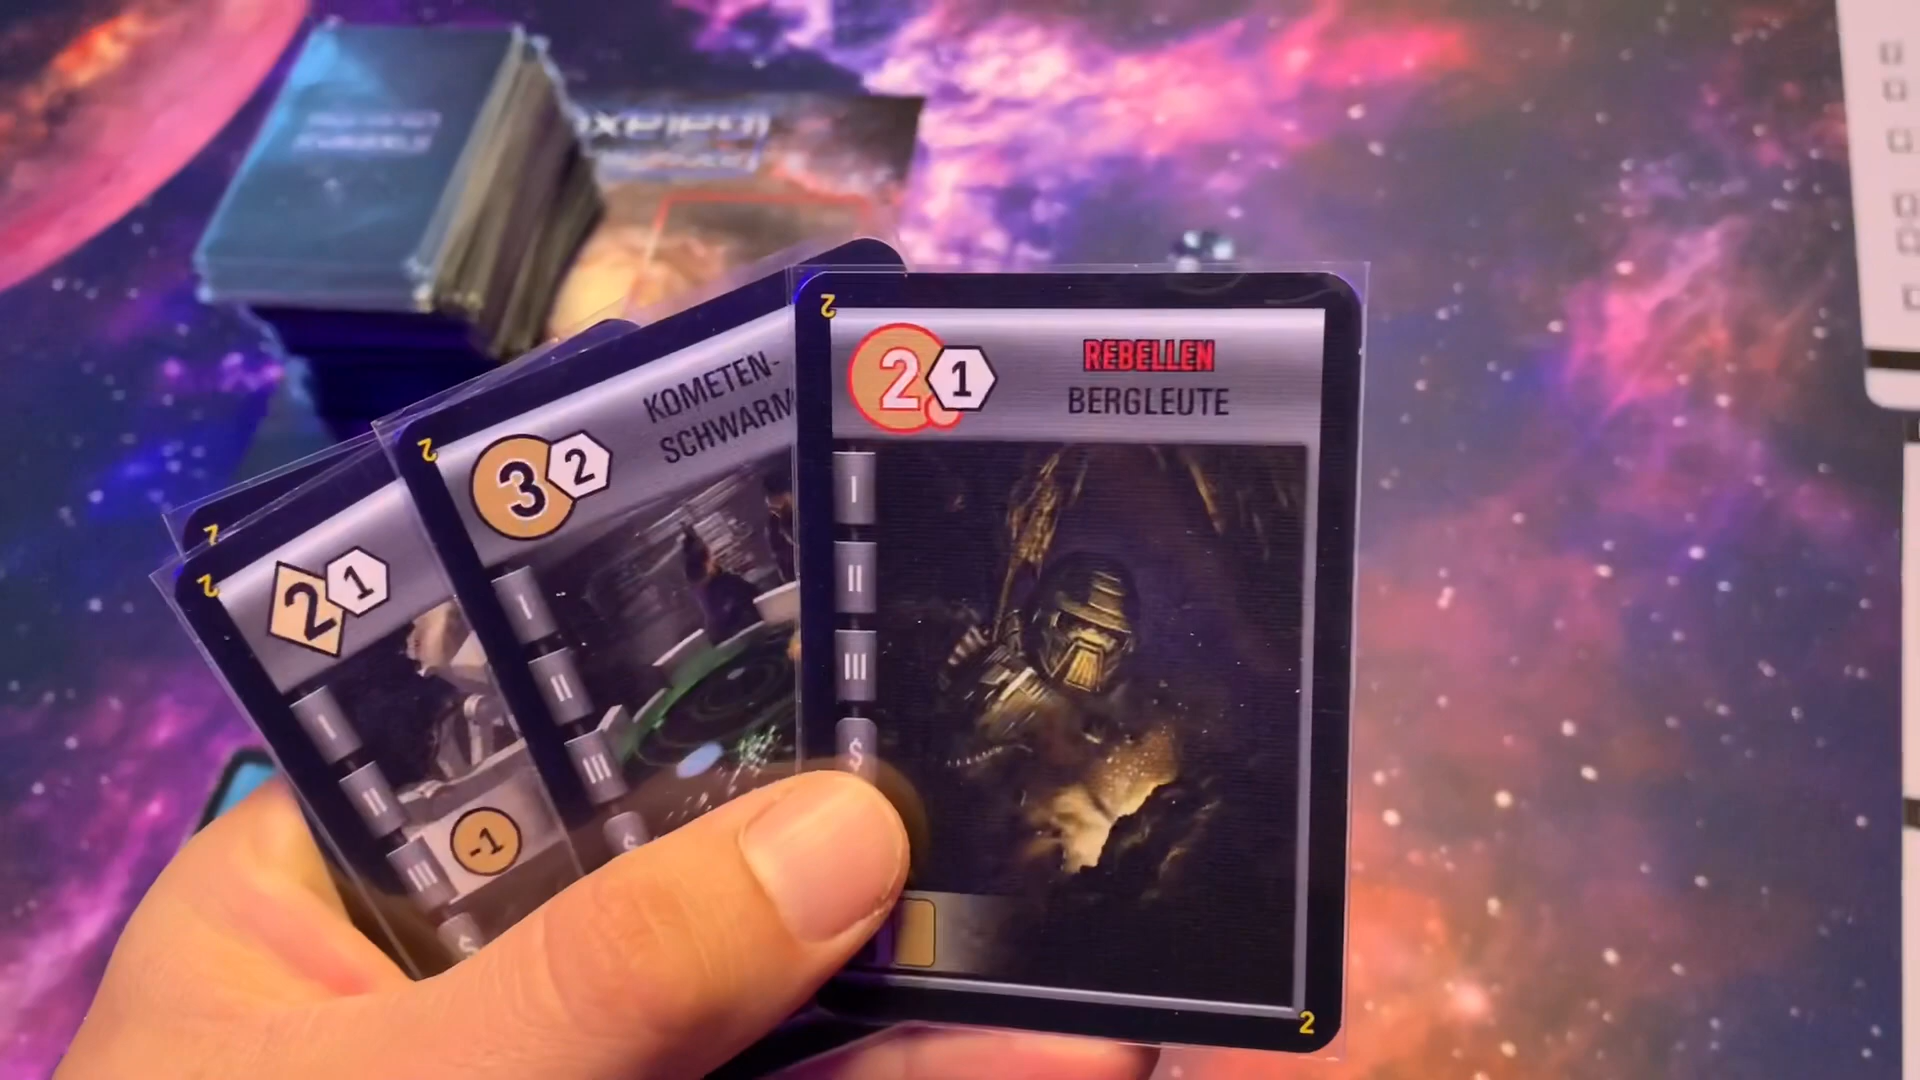 2
2 1
REBELLEN
BERGLEUTE
I
II
III
$
2
2
3 2
KOMETEN-
SCHWARM
I
II
III
$
2
2
2 1
I
II
III
-1
$